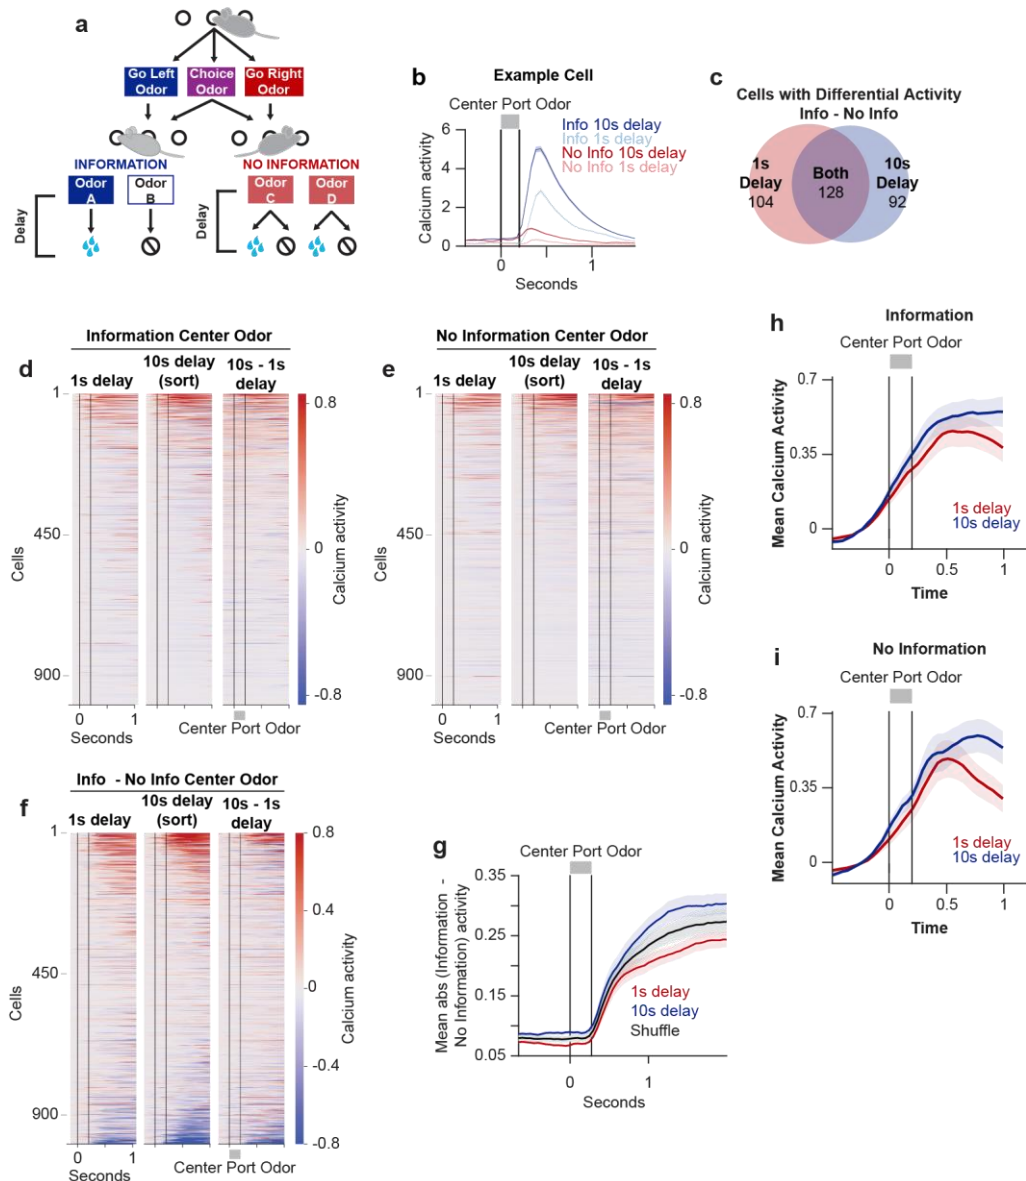 a
Go Left
Odor
Choice
Odor
Go Right
Odor
INFORMATION
NO INFORMATION
Delay
Odor
A
Odor
B
Delay
Odor
C
Odor
D
b
Example Cell
Center Port Odor
Info 10s delay
Info 1s delay
No Info 10s delay
No Info 1s delay
Calcium activity
6
4
2
0
0
1
Seconds
c
Cells with Differential Activity
Info - No Info
1s
Delay
104
Both
128
10s
Delay
92
d
Information Center Odor
1s delay
10s delay
(sort)
10s - 1s
delay
1
450
900
Cells
0.8
0
-0.8
Calcium activity
0
1
Seconds
Center Port Odor
e
No Information Center Odor
1s delay
10s delay
(sort)
10s - 1s
delay
1
450
900
Cells
0.8
0
-0.8
Calcium activity
0
1
Seconds
Center Port Odor
h
Information
Center Port Odor
0.7
0.35
0
Mean Calcium Activity
1s delay
10s delay
0
0.5
1
Time
i
No Information
Center Port Odor
0.7
0.35
0
Mean Calcium Activity
1s delay
10s delay
0
0.5
1
Time
f
Info - No Info Center Odor
1s delay
10s delay
(sort)
10s - 1s
delay
1
450
900
Cells
0.8
0.4
0
-0.4
-0.8
Calcium activity
0
1
Seconds
Center Port Odor
g
Center Port Odor
0.35
0.25
0.15
0.05
Mean abs (Information -
No Information) activity
1s delay
10s delay
Shuffle
0
1
Seconds